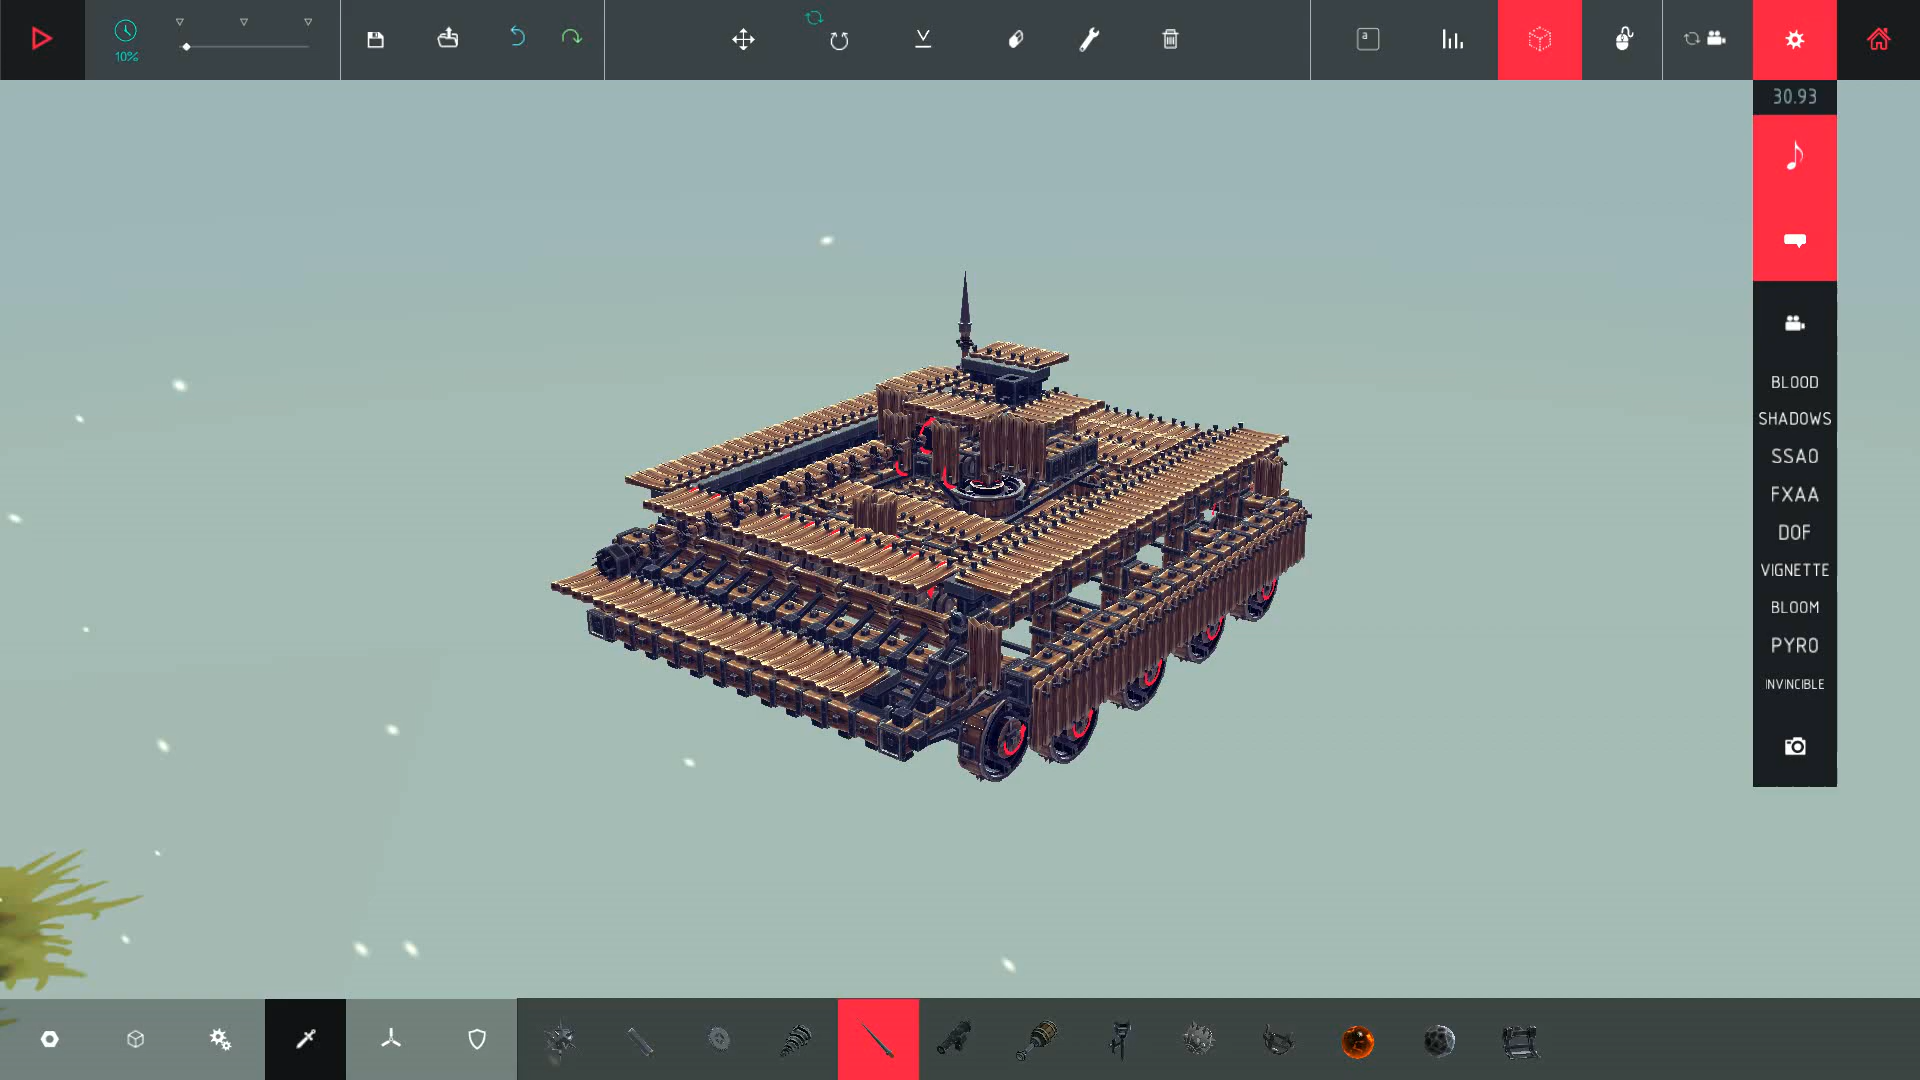 10%
a
30.93
BLOOD
SHADOWS
SSAO
FXAA
DOF
VIGNETTE
BLOOM
PYRO
INVINCIBLE